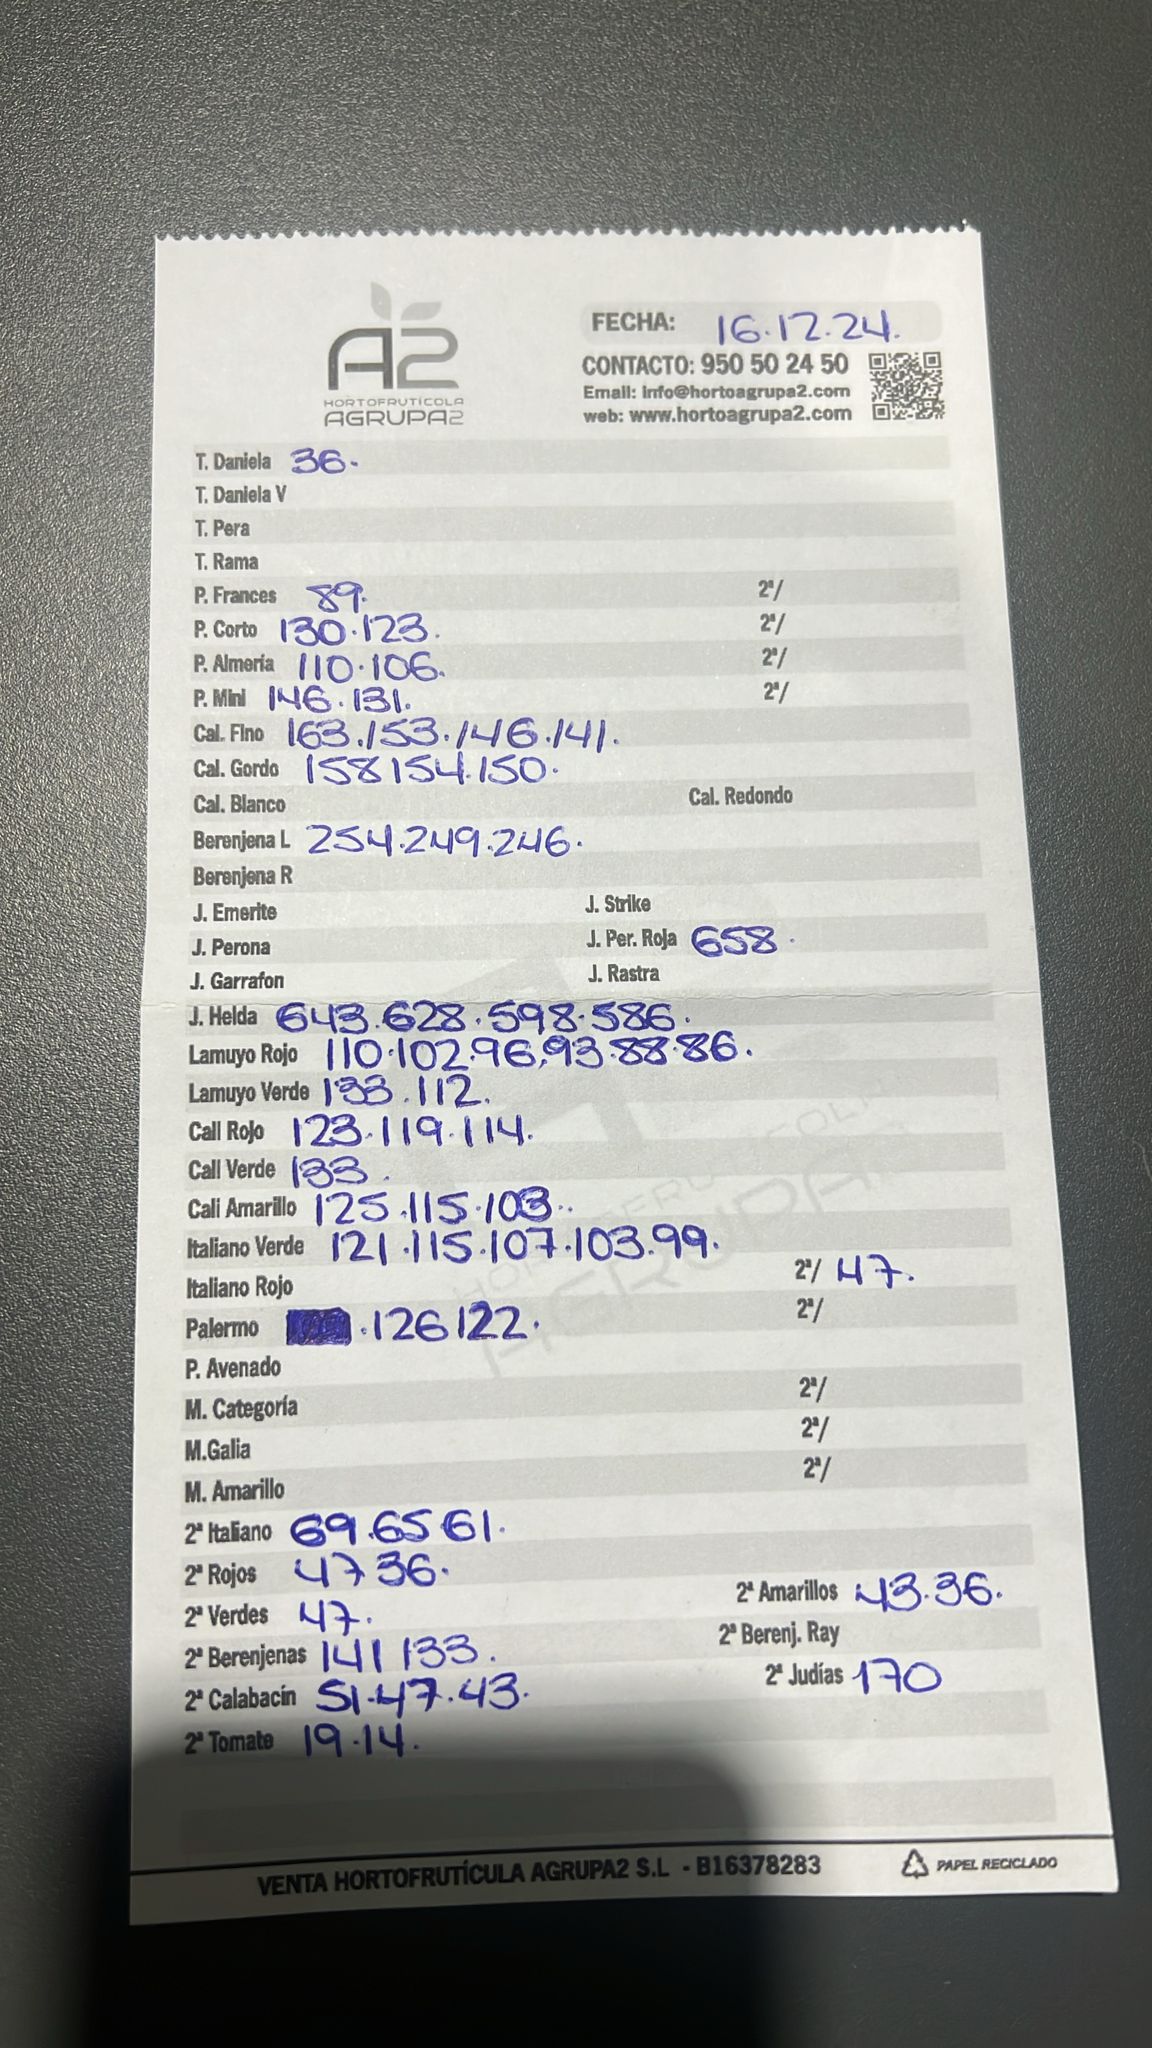 A2
HORTOFRUTÍCOLA
AGRUPA2
FECHA: 16.12.24.
CONTACTO: 950 50 24 50
Email: info@hortoagrupa2.com
web: www.hortoagrupa2.com
T. Daniela 36.
T. Daniela V
T. Pera
T. Rama
P. Frances 89. 2ª/
P. Corto 130.123. 2ª/
P. Almería 110.106. 2ª/
P. Mini 146.131. 2ª/
Cal. Fino 163.153.146.141.
Cal. Gordo 158 154.150.
Cal. Blanco Cal. Redondo
Berenjena L 254.249.246.
Berenjena R
J. Emerite J. Strike
J. Perona J. Per. Roja 658.
J. Garrafon J. Rastra
J. Helda 643.628.598.586.
Lamuyo Rojo 110.102.96.93.88.86.
Lamuyo Verde 133.112.
Cali Rojo 123.119.114.
Cali Verde 133.
Cali Amarillo 125.115.103..
Italiano Verde 121.115.107.103.99.
Italiano Rojo 2ª/ 47.
Palermo .126 122. 2ª/
P. Avenado
M. Categoría 2ª/
M.Galia 2ª/
M. Amarillo 2ª/
2ª Italiano 69.65 61.
2ª Rojos 47 36.
2ª Verdes 47. 2ª Amarillos 43.36.
2ª Berenjenas 141 133. 2ª Berenj. Ray
2ª Calabacín 51.47.43. 2ª Judías 170
2ª Tomate 19.14.
VENTA HORTOFRUTÍCULA AGRUPA2 S.L - B16378283 PAPEL RECICLADO